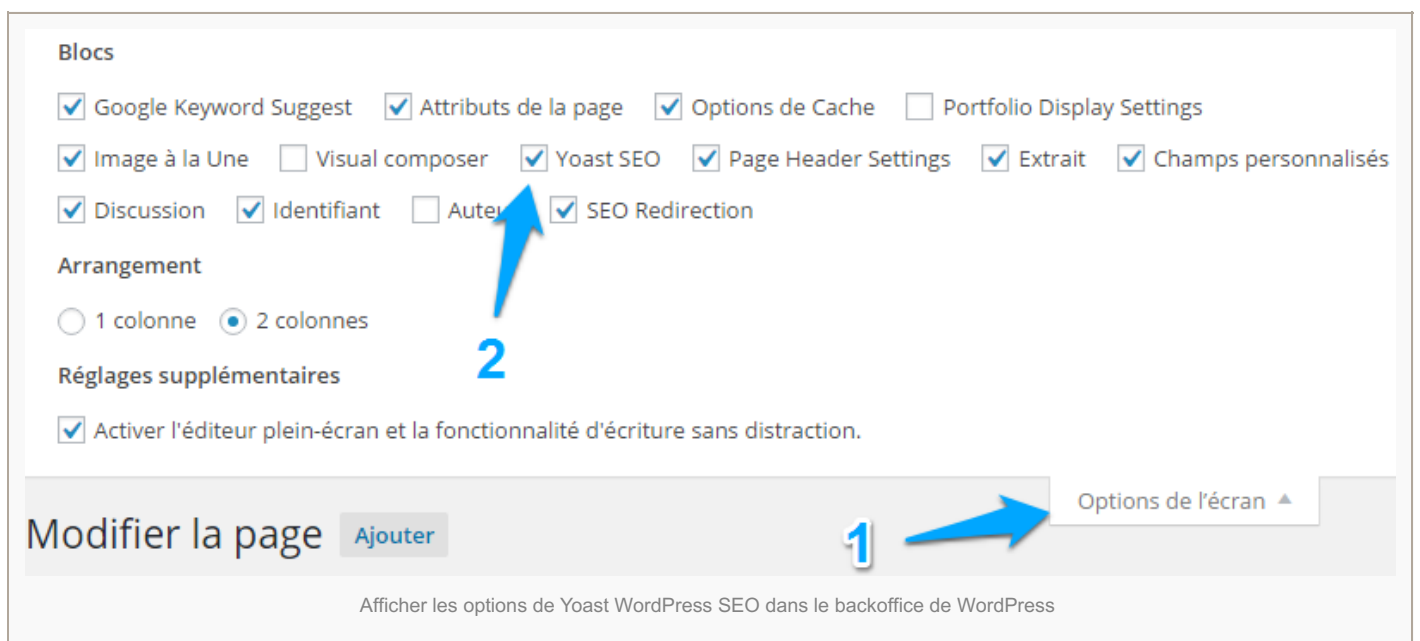 Blocs
Google Keyword Suggest Attributs de la page Options de Cache Portfolio Display Settings
Image à la Une Visual composer Yoast SEO Page Header Settings Extrait Champs personnalisés
Discussion Identifiant SEO Redirection
Arrangement
1 colonne 2 colonnes
2
Réglages supplémentaires
Activer l'éditeur plein-écran et la fonctionnalité d'écriture sans distraction.
Options de l'écran
Modifier la page Ajouter
1
Afficher les options de Yoast WordPress SEO dans le backoffice de WordPress